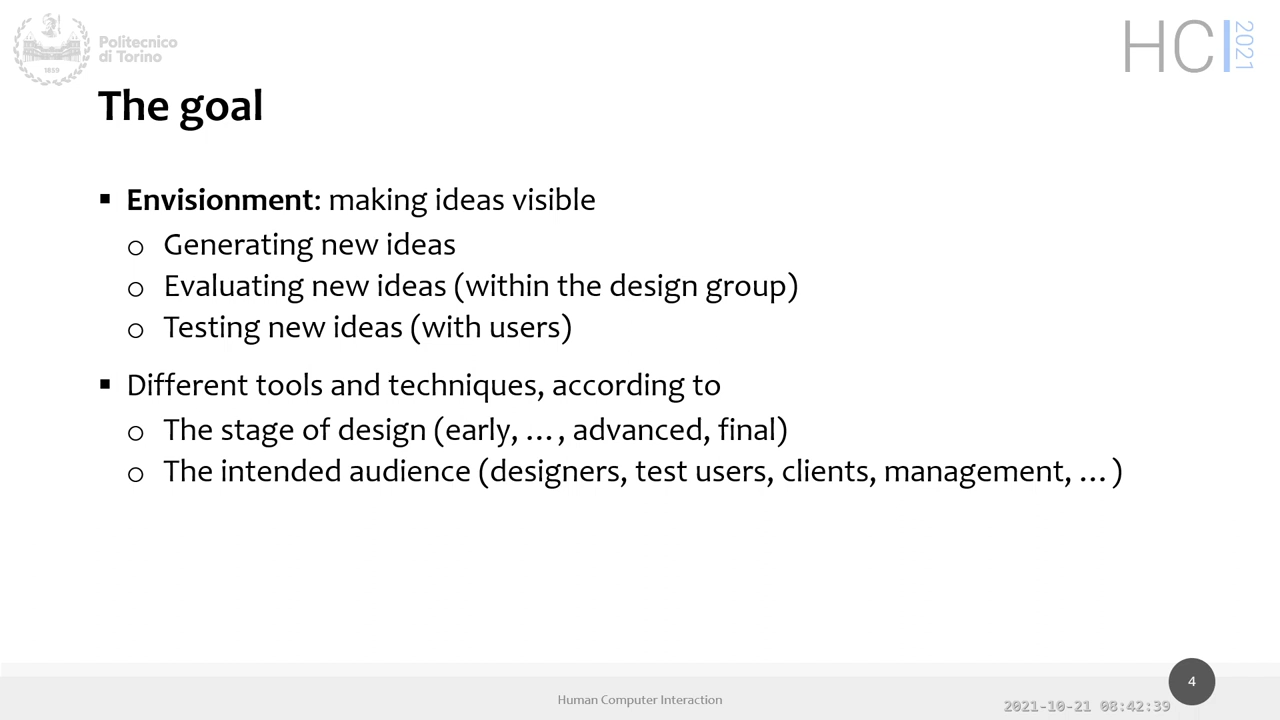 Politecnico
di Torino
1859
HCI 2021
The goal
▪ Envisionment: making ideas visible
o Generating new ideas
o Evaluating new ideas (within the design group)
o Testing new ideas (with users)
▪ Different tools and techniques, according to
o The stage of design (early, …, advanced, final)
o The intended audience (designers, test users, clients, management, …)
4
Human Computer Interaction
2021-10-21 08:42:39